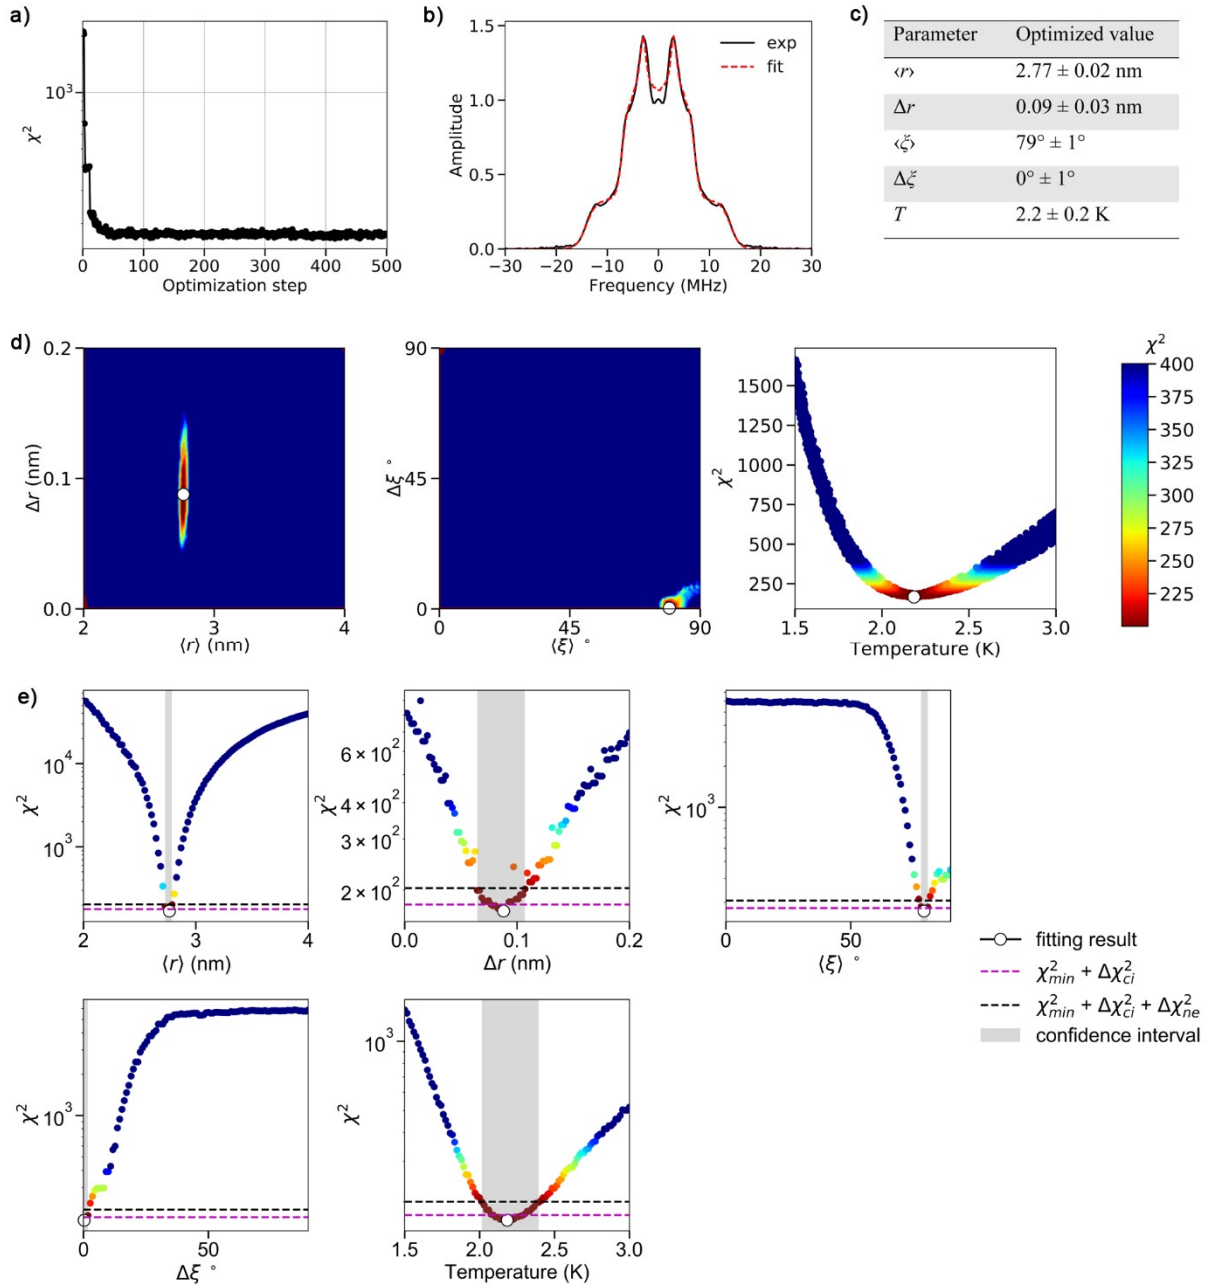 a)
10³
χ²
0 100 200 300 400 500
Optimization step
b)
1.5
1.0
0.5
0.0
Amplitude
exp
fit
−30 −20 −10 0 10 20 30
Frequency (MHz)
c)
Parameter Optimized value
‹r› 2.77 ± 0.02 nm
Δr 0.09 ± 0.03 nm
‹ξ› 79° ± 1°
Δξ 0° ± 1°
T 2.2 ± 0.2 K
d)
0.2
0.1
0.0
Δr (nm)
2 3 4
⟨r⟩ (nm)
90
45
0
Δξ °
0 45 90
⟨ξ⟩ °
1500
1250
1000
750
500
250
χ²
1.5 2.0 2.5 3.0
Temperature (K)
χ²
400
375
350
325
300
275
250
225
e)
10⁴
10³
χ²
2 3 4
⟨r⟩ (nm)
6 × 10²
4 × 10²
3 × 10²
2 × 10²
χ²
0.0 0.1 0.2
Δr (nm)
10³
χ²
0 50
⟨ξ⟩ °
10³
χ²
0 50
Δξ °
10³
χ²
1.5 2.0 2.5 3.0
Temperature (K)
fitting result
χ²min + Δχ²ci
χ²min + Δχ²ci + Δχ²ne
confidence interval